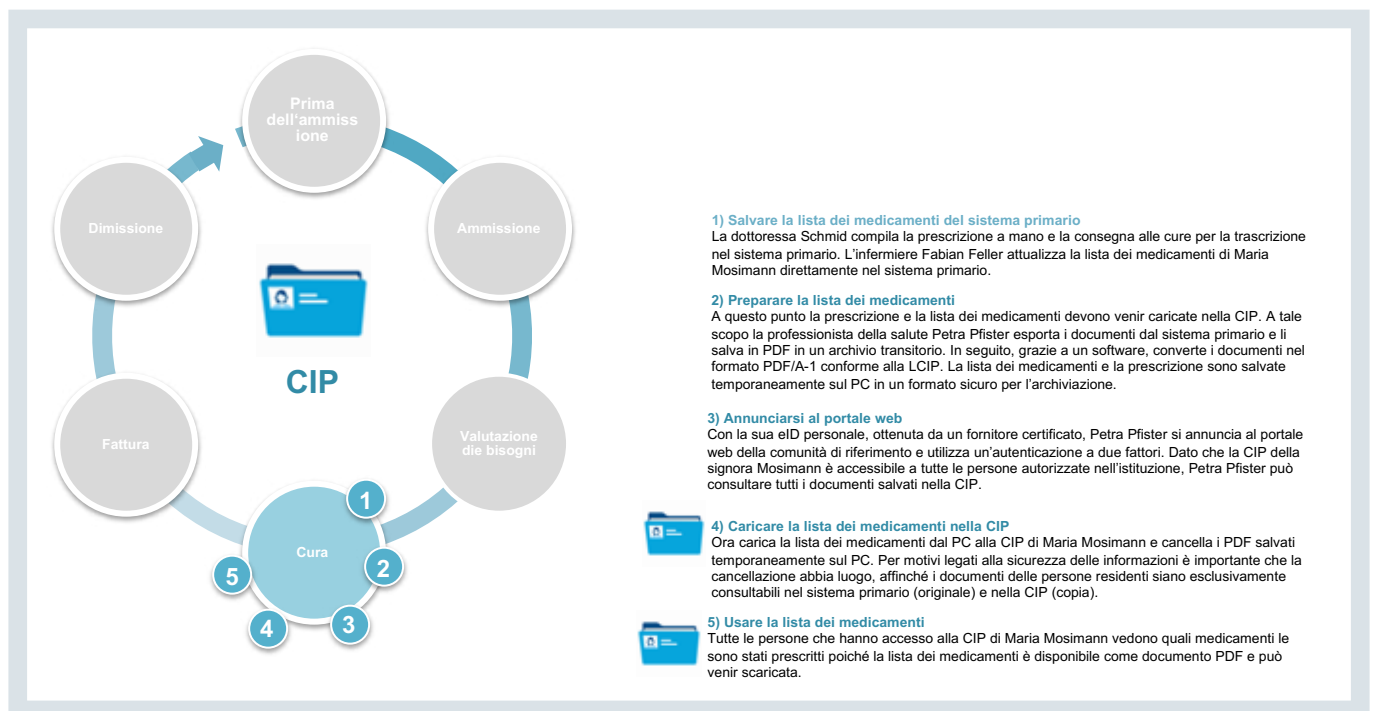 Prima
dell'ammiss
ione
Dimissione
Ammissione
CIP
Fattura
Valutazione
die bisogni
Cura
1
2
3
4
5
1) Salvare la lista dei medicamenti del sistema primario
La dottoressa Schmid compila la prescrizione a mano e la consegna alle cure per la trascrizione
nel sistema primario. L'infermiere Fabian Feller attualizza la lista dei medicamenti di Maria
Mosimann direttamente nel sistema primario.
2) Preparare la lista dei medicamenti
A questo punto la prescrizione e la lista dei medicamenti devono venir caricate nella CIP. A tale
scopo la professionista della salute Petra Pfister esporta i documenti dal sistema primario e li
salva in PDF in un archivio transitorio. In seguito, grazie a un software, converte i documenti nel
formato PDF/A-1 conforme alla LCIP. La lista dei medicamenti e la prescrizione sono salvate
temporaneamente sul PC in un formato sicuro per l'archiviazione.
3) Annunciarsi al portale web
Con la sua eID personale, ottenuta da un fornitore certificato, Petra Pfister si annuncia al portale
web della comunità di riferimento e utilizza un'autenticazione a due fattori. Dato che la CIP della
signora Mosimann è accessibile a tutte le persone autorizzate nell'istituzione, Petra Pfister può
consultare tutti i documenti salvati nella CIP.
4) Caricare la lista dei medicamenti nella CIP
Ora carica la lista dei medicamenti dal PC alla CIP di Maria Mosimann e cancella i PDF salvati
temporaneamente sul PC. Per motivi legati alla sicurezza delle informazioni è importante che la
cancellazione abbia luogo, affinché i documenti delle persone residenti siano esclusivamente
consultabili nel sistema primario (originale) e nella CIP (copia).
5) Usare la lista dei medicamenti
Tutte le persone che hanno accesso alla CIP di Maria Mosimann vedono quali medicamenti le
sono stati prescritti poiché la lista dei medicamenti è disponibile come documento PDF e può
venir scaricata.